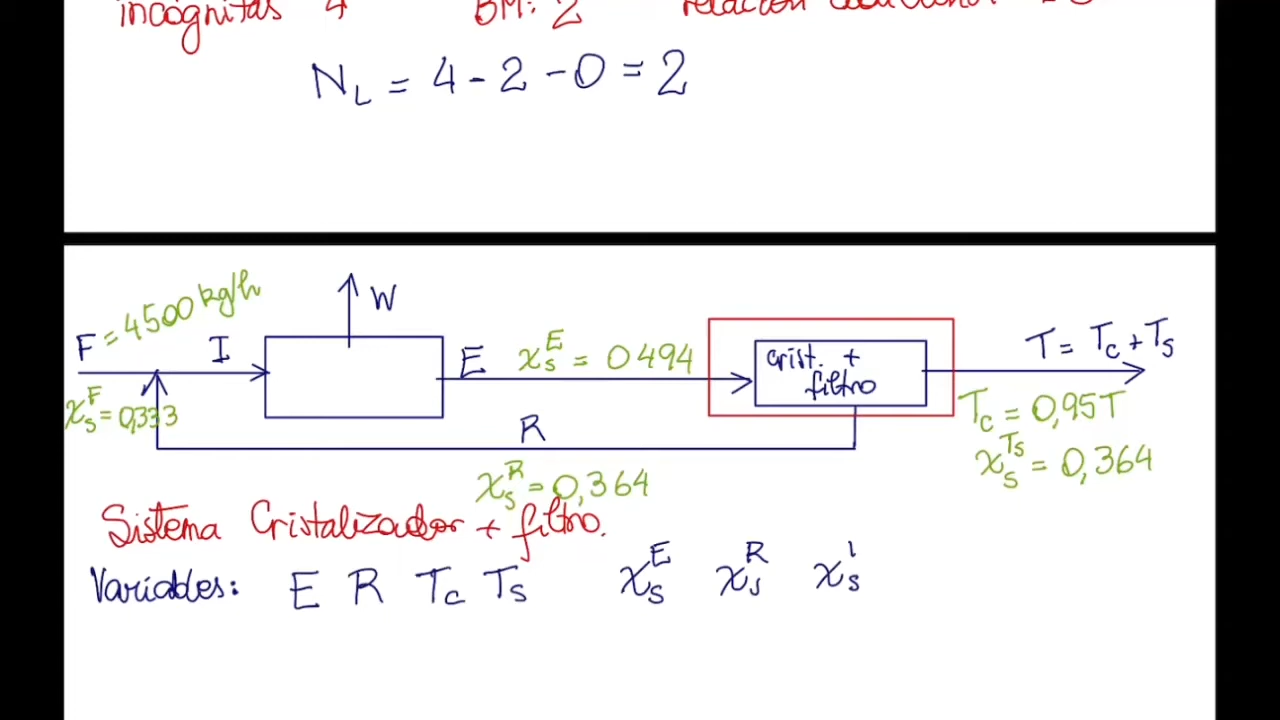 incógnitas 4 BM: 2 relación
N_L = 4 - 2 - 0 = 2
F = 4500 kg/h
W
I
E x_s^E = 0494
crist. +
filtro
T = T_C + T_S
x_s^F = 0,333
T_C = 0,95T
R
x_s^Ts = 0,364
x_s^R = 0,364
Sistema Cristalizador + filtro.
Variables: E R T_C T_S x_s^E x_s^R x_s^1